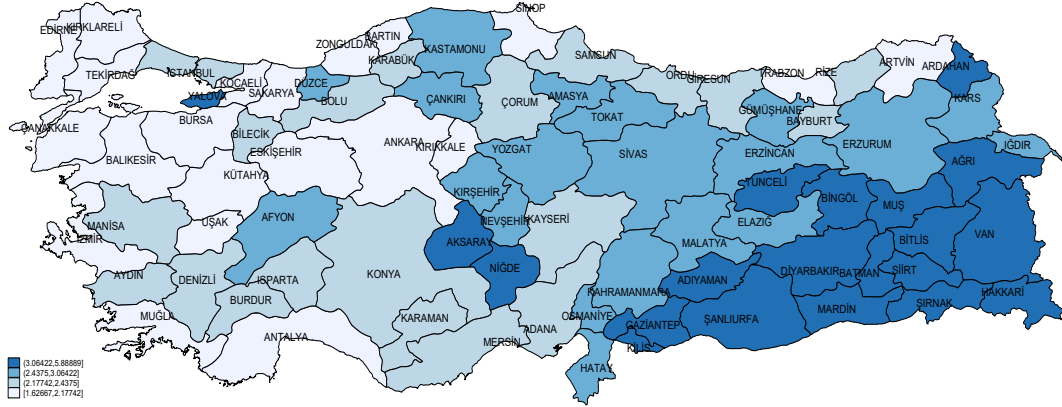 SİNOP
EDİRNE
KIRKLARELİ
BARTIN
ZONGULDAK
KASTAMONU
KARABÜK
SAMSUN
ARTVİN
ARDAHAN
TEKİRDAĞ
İSTANBUL
KOCAELİ
SAKARYA
DÜZCE
BOLU
ÇANKIRI
ÇORUM
AMASYA
ORDU
GİRESUN
TRABZON
RİZE
KARS
YALOVA
BURSA
TOKAT
GÜMÜŞHANE
BAYBURT
ÇANAKKALE
BİLECİK
ESKİŞEHİR
ANKARA
KIRIKKALE
YOZGAT
SİVAS
ERZİNCAN
ERZURUM
IĞDIR
BALIKESİR
KÜTAHYA
AĞRI
TUNCELİ
BİNGÖL
MUŞ
KIRŞEHİR
MANİSA
UŞAK
AFYON
NEVŞEHİR
KAYSERİ
ELAZIĞ
İZMİR
AKSARAY
MALATYA
BİTLİS
VAN
NİĞDE
AYDIN
DENİZLİ
ISPARTA
KONYA
ADIYAMAN
DİYARBAKIR
BATMAN
SİİRT
KAHRAMANMARA
HAKKARİ
BURDUR
KARAMAN
OSMANİYE
GAZİANTEP
ŞANLIURFA
MARDİN
ŞIRNAK
MUĞLA
ANTALYA
MERSİN
ADANA
KİLİS
HATAY
(3.06422,5.88889]
(2.4375,3.06422]
(2.17742,2.4375]
[1.62667,2.17742]